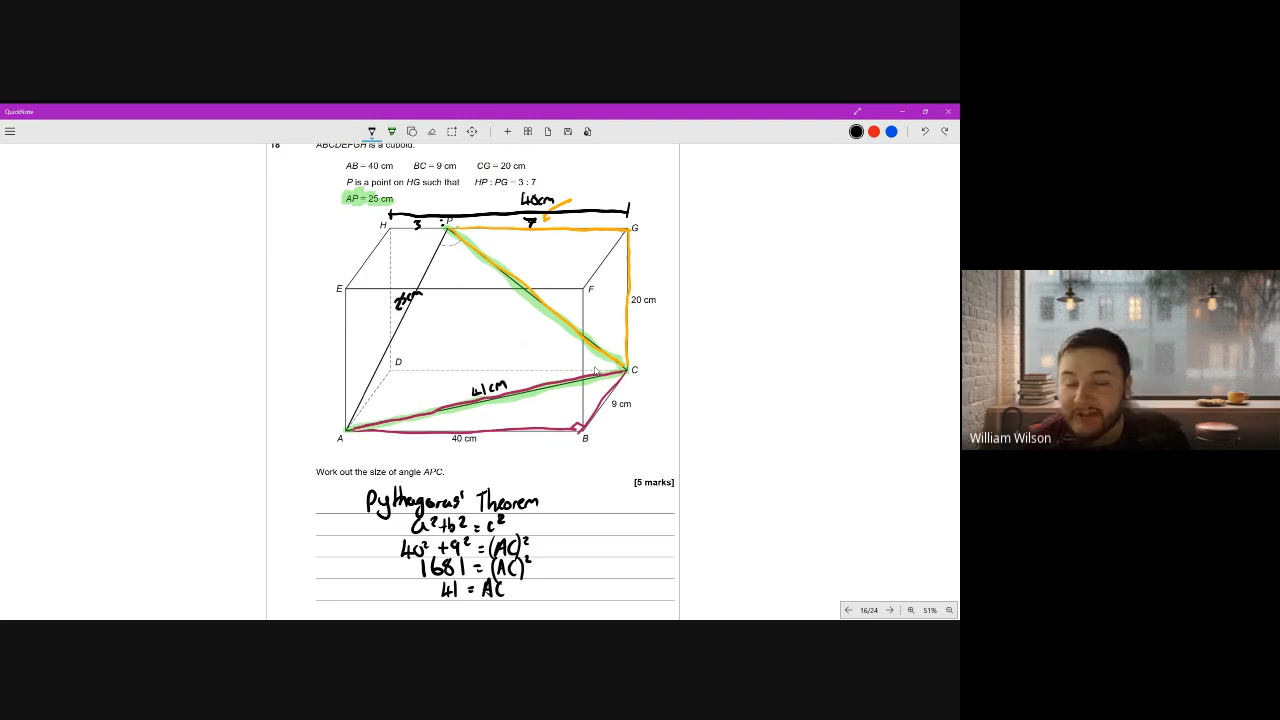 QuickNote
18 ABCDEFGH is a cuboid.
AB = 40 cm BC = 9 cm CG = 20 cm
P is a point on HG such that HP : PG = 3 : 7
AP = 25 cm
40cm
H 3 : P 7 G
E F
25cm
20 cm
D
C
41cm
9 cm
A 40 cm B
Work out the size of angle APC.
[5 marks]
Pythagoras' Theorem
a² + b² = c²
40² + 9² = (AC)²
1681 = (AC)²
41 = AC
16/24 51%
William Wilson